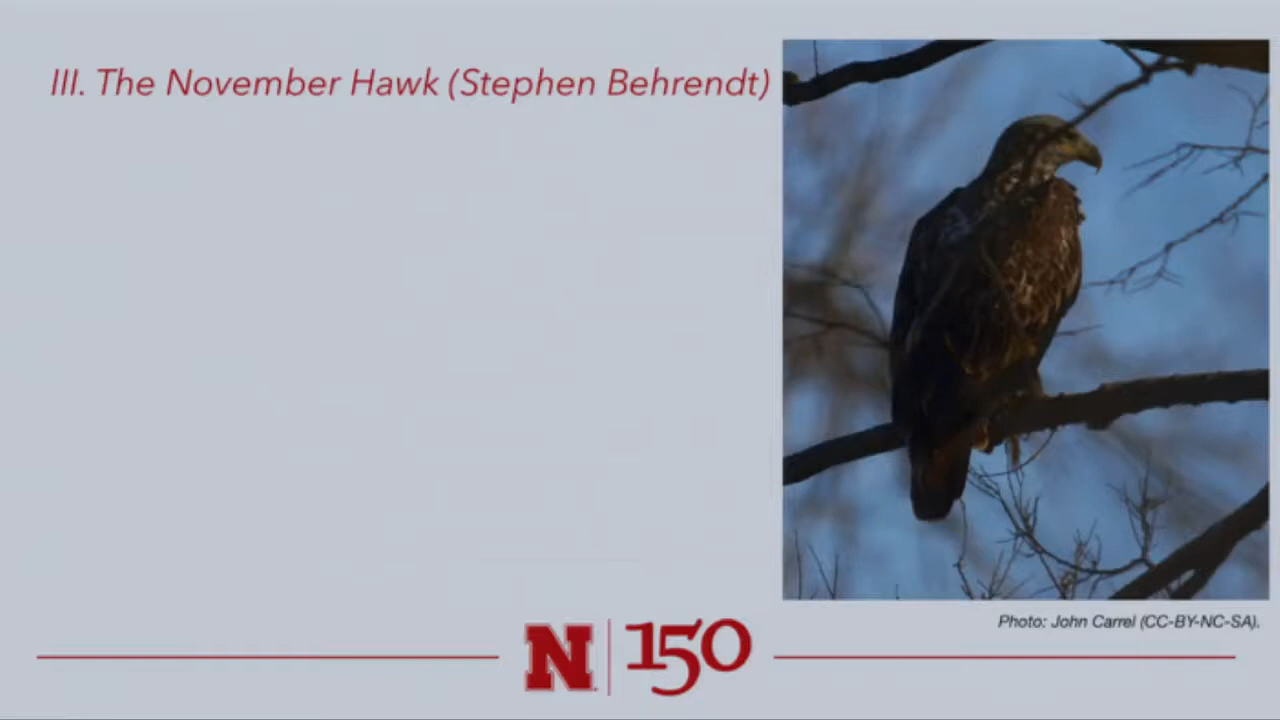 III. The November Hawk (Stephen Behrendt)
Photo: John Carrel (CC-BY-NC-SA).
N 150